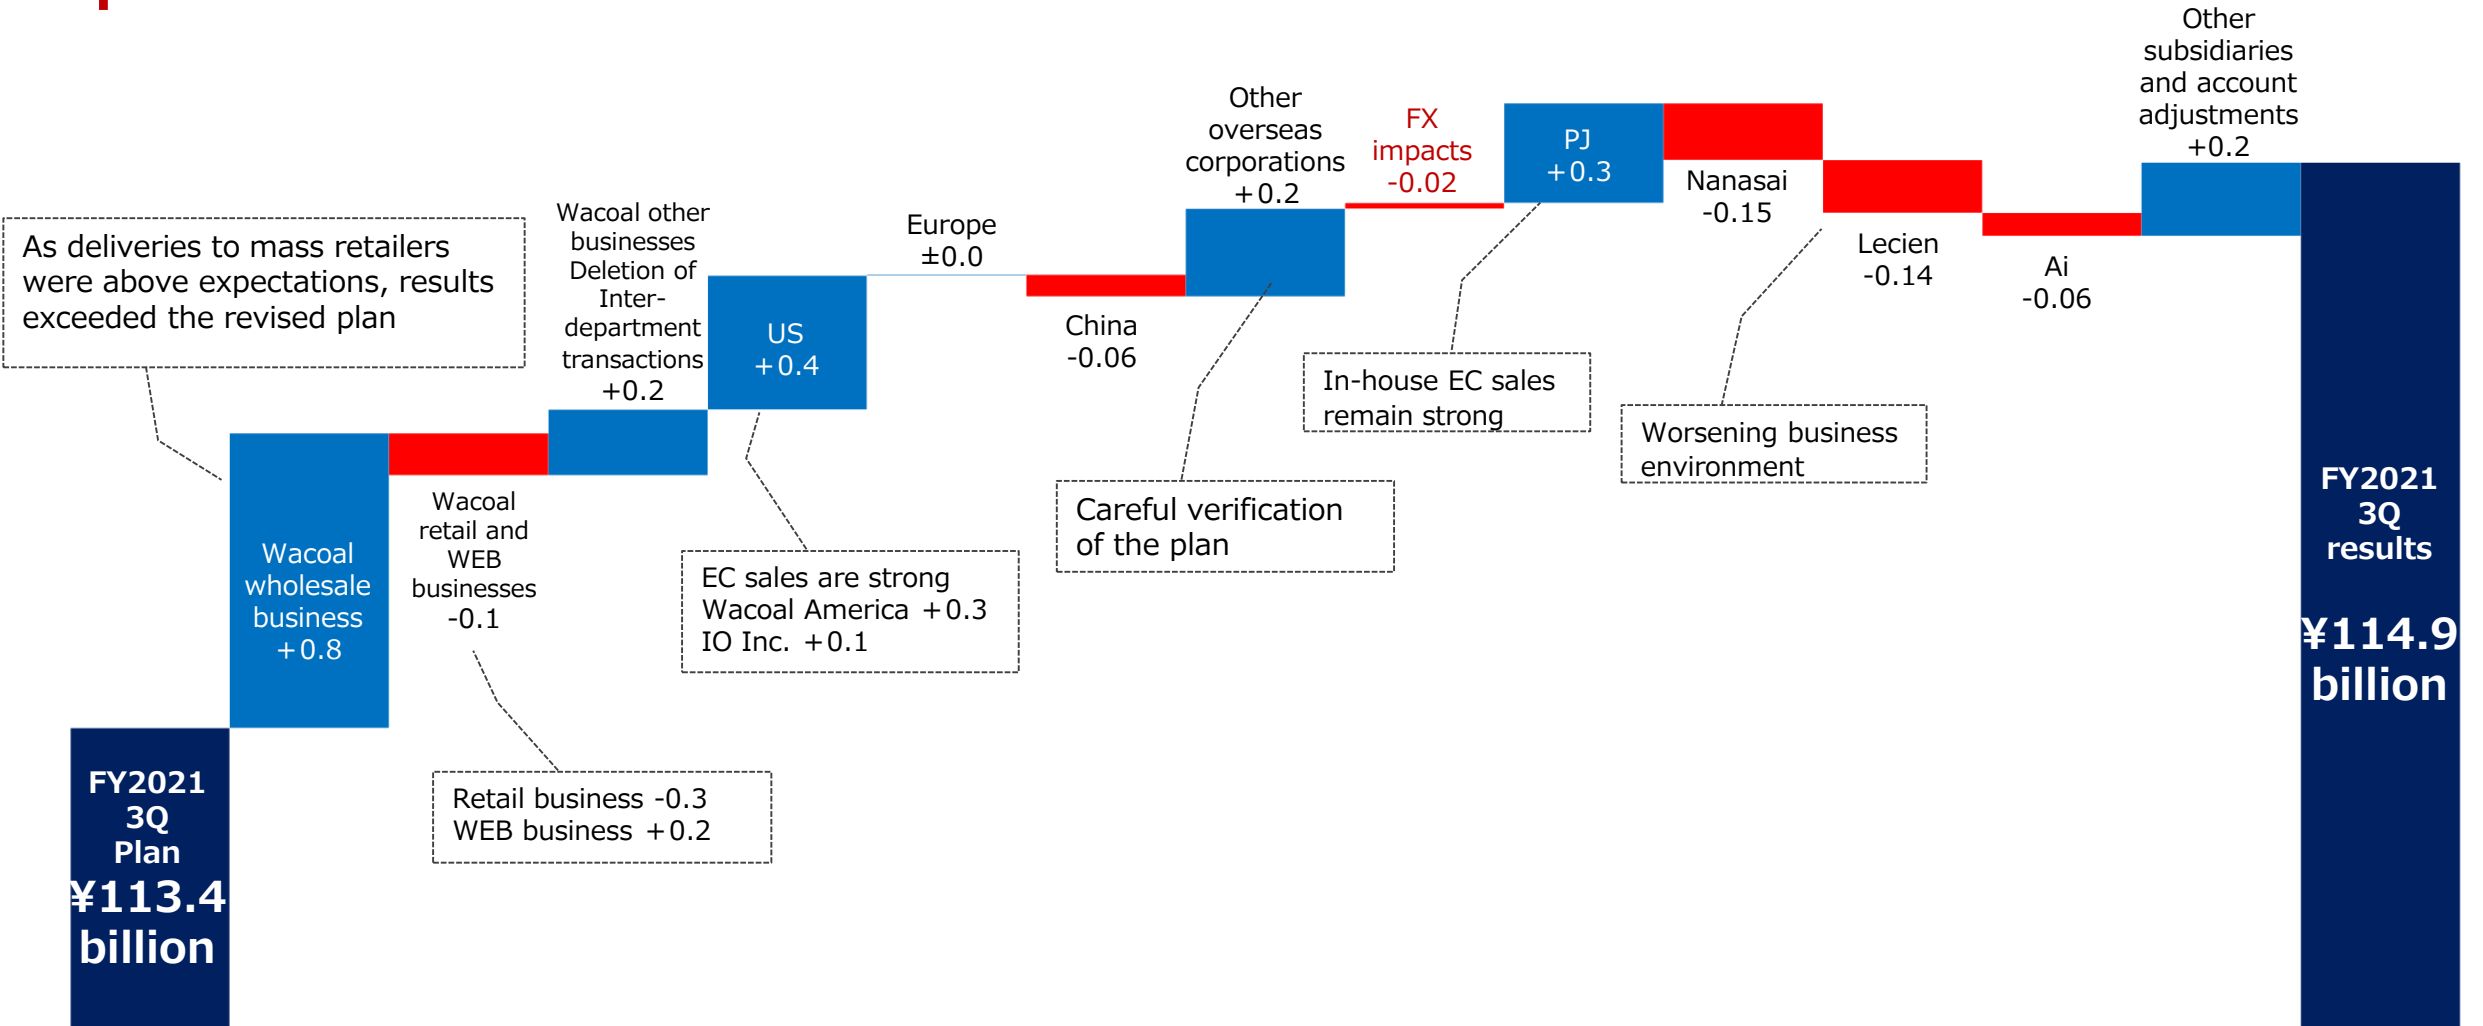 Other
subsidiaries
and account
adjustments
+0.2
Other
overseas
corporations
+0.2
FX
impacts
-0.02
PJ
+0.3
Nanasai
-0.15
Lecien
-0.14
Ai
-0.06
Wacoal other
businesses
Deletion of
Inter-
department
transactions
+0.2
Europe
±0.0
US
+0.4
China
-0.06
As deliveries to mass retailers
were above expectations, results
exceeded the revised plan
In-house EC sales
remain strong
Worsening business
environment
Careful verification
of the plan
Wacoal
wholesale
business
+0.8
Wacoal
retail and
WEB
businesses
-0.1
EC sales are strong
Wacoal America +0.3
IO Inc. +0.1
Retail business -0.3
WEB business +0.2
FY2021
3Q
Plan
¥113.4
billion
FY2021
3Q
results
¥114.9
billion